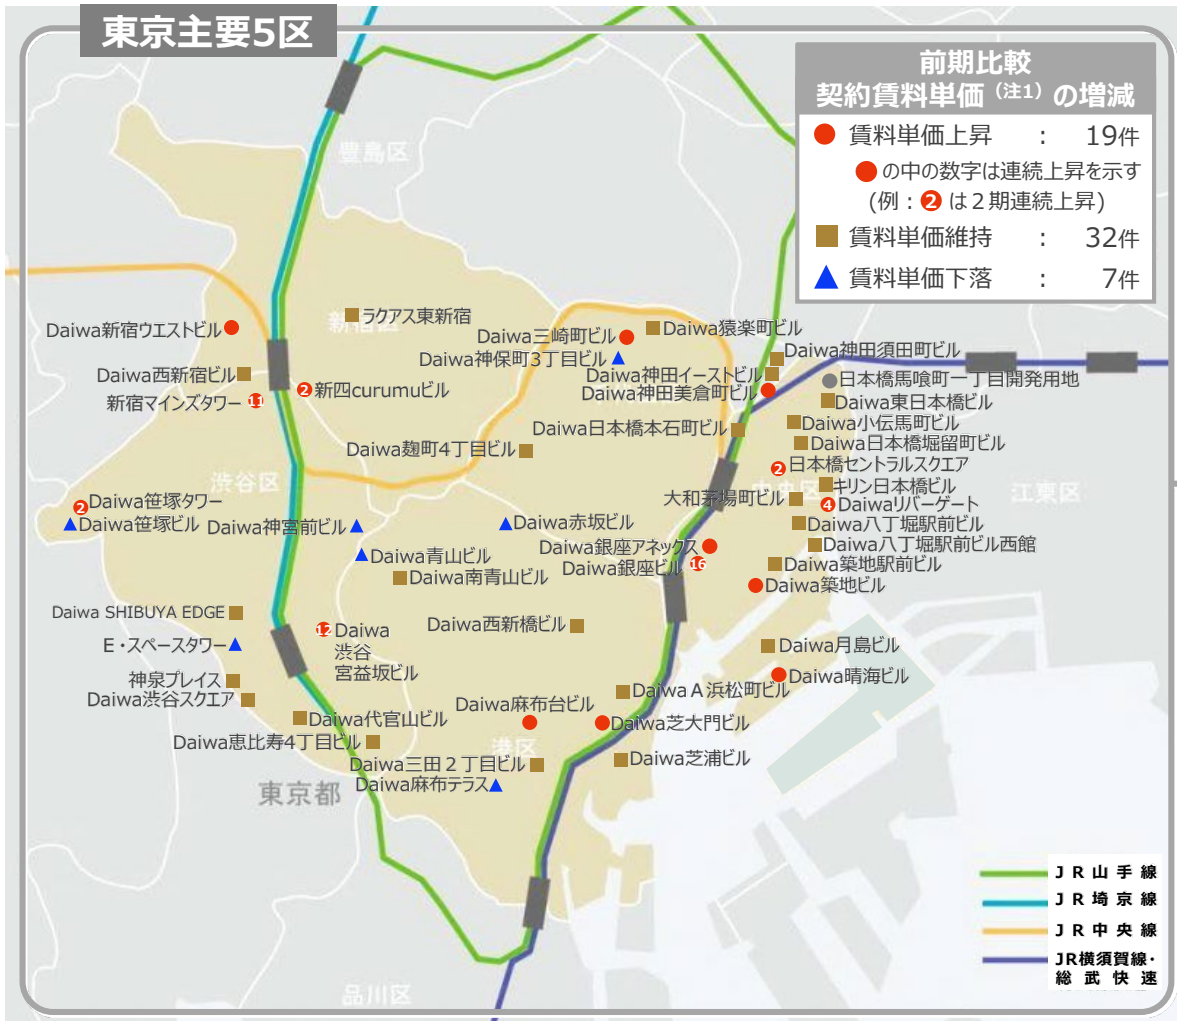 東京主要5区
前期比較
契約賃料単価(注1)の増減
賃料単価上昇 : 19件
の中の数字は連続上昇を示す
(例:2は2期連続上昇)
賃料単価維持 : 32件
賃料単価下落 : 7件
豊島区
新宿区
渋谷区
中央区
江東区
港区
東京都
品川区
Daiwa新宿ウエストビル
ラクアス東新宿
Daiwa三崎町ビル
Daiwa猿楽町ビル
Daiwa神保町3丁目ビル
Daiwa神田須田町ビル
Daiwa西新宿ビル
Daiwa神田イーストビル
日本橋馬喰町一丁目開発用地
2 新四curumuビル
Daiwa神田美倉町ビル
新宿マインズタワー 11
Daiwa東日本橋ビル
Daiwa小伝馬町ビル
Daiwa日本橋本石町ビル
Daiwa日本橋堀留町ビル
Daiwa麹町4丁目ビル
2 日本橋セントラルスクエア
キリン日本橋ビル
大和茅場町ビル
2 Daiwa笹塚タワー
4 Daiwaリバーゲート
Daiwa笹塚ビル
Daiwa神宮前ビル
Daiwa赤坂ビル
Daiwa八丁堀駅前ビル
Daiwa銀座アネックス
Daiwa八丁堀駅前ビル西館
Daiwa青山ビル
Daiwa銀座ビル 16
Daiwa築地駅前ビル
Daiwa南青山ビル
Daiwa築地ビル
Daiwa SHIBUYA EDGE
Daiwa西新橋ビル
12 Daiwa
渋谷
宮益坂ビル
E・スペースタワー
Daiwa月島ビル
神泉プレイス
Daiwa晴海ビル
Daiwa渋谷スクエア
Daiwa A 浜松町ビル
Daiwa麻布台ビル
Daiwa代官山ビル
Daiwa芝大門ビル
Daiwa恵比寿4丁目ビル
Daiwa芝浦ビル
Daiwa三田2丁目ビル
Daiwa麻布テラス
JR山手線
JR埼京線
JR中央線
JR横須賀線・
総武快速